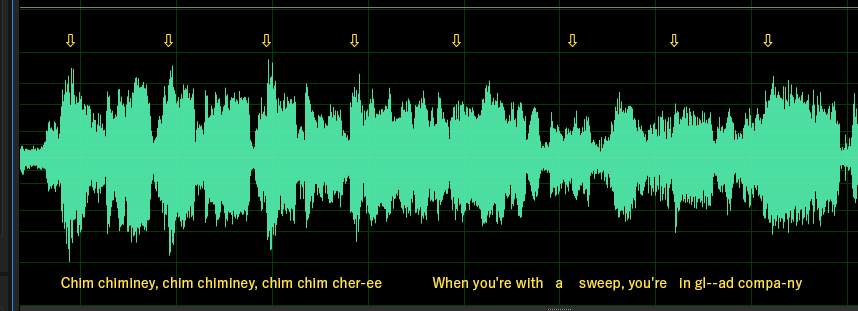 Chim chiminey, chim chiminey, chim chim cher-ee When you're with a sweep, you're in gl--ad compa-ny